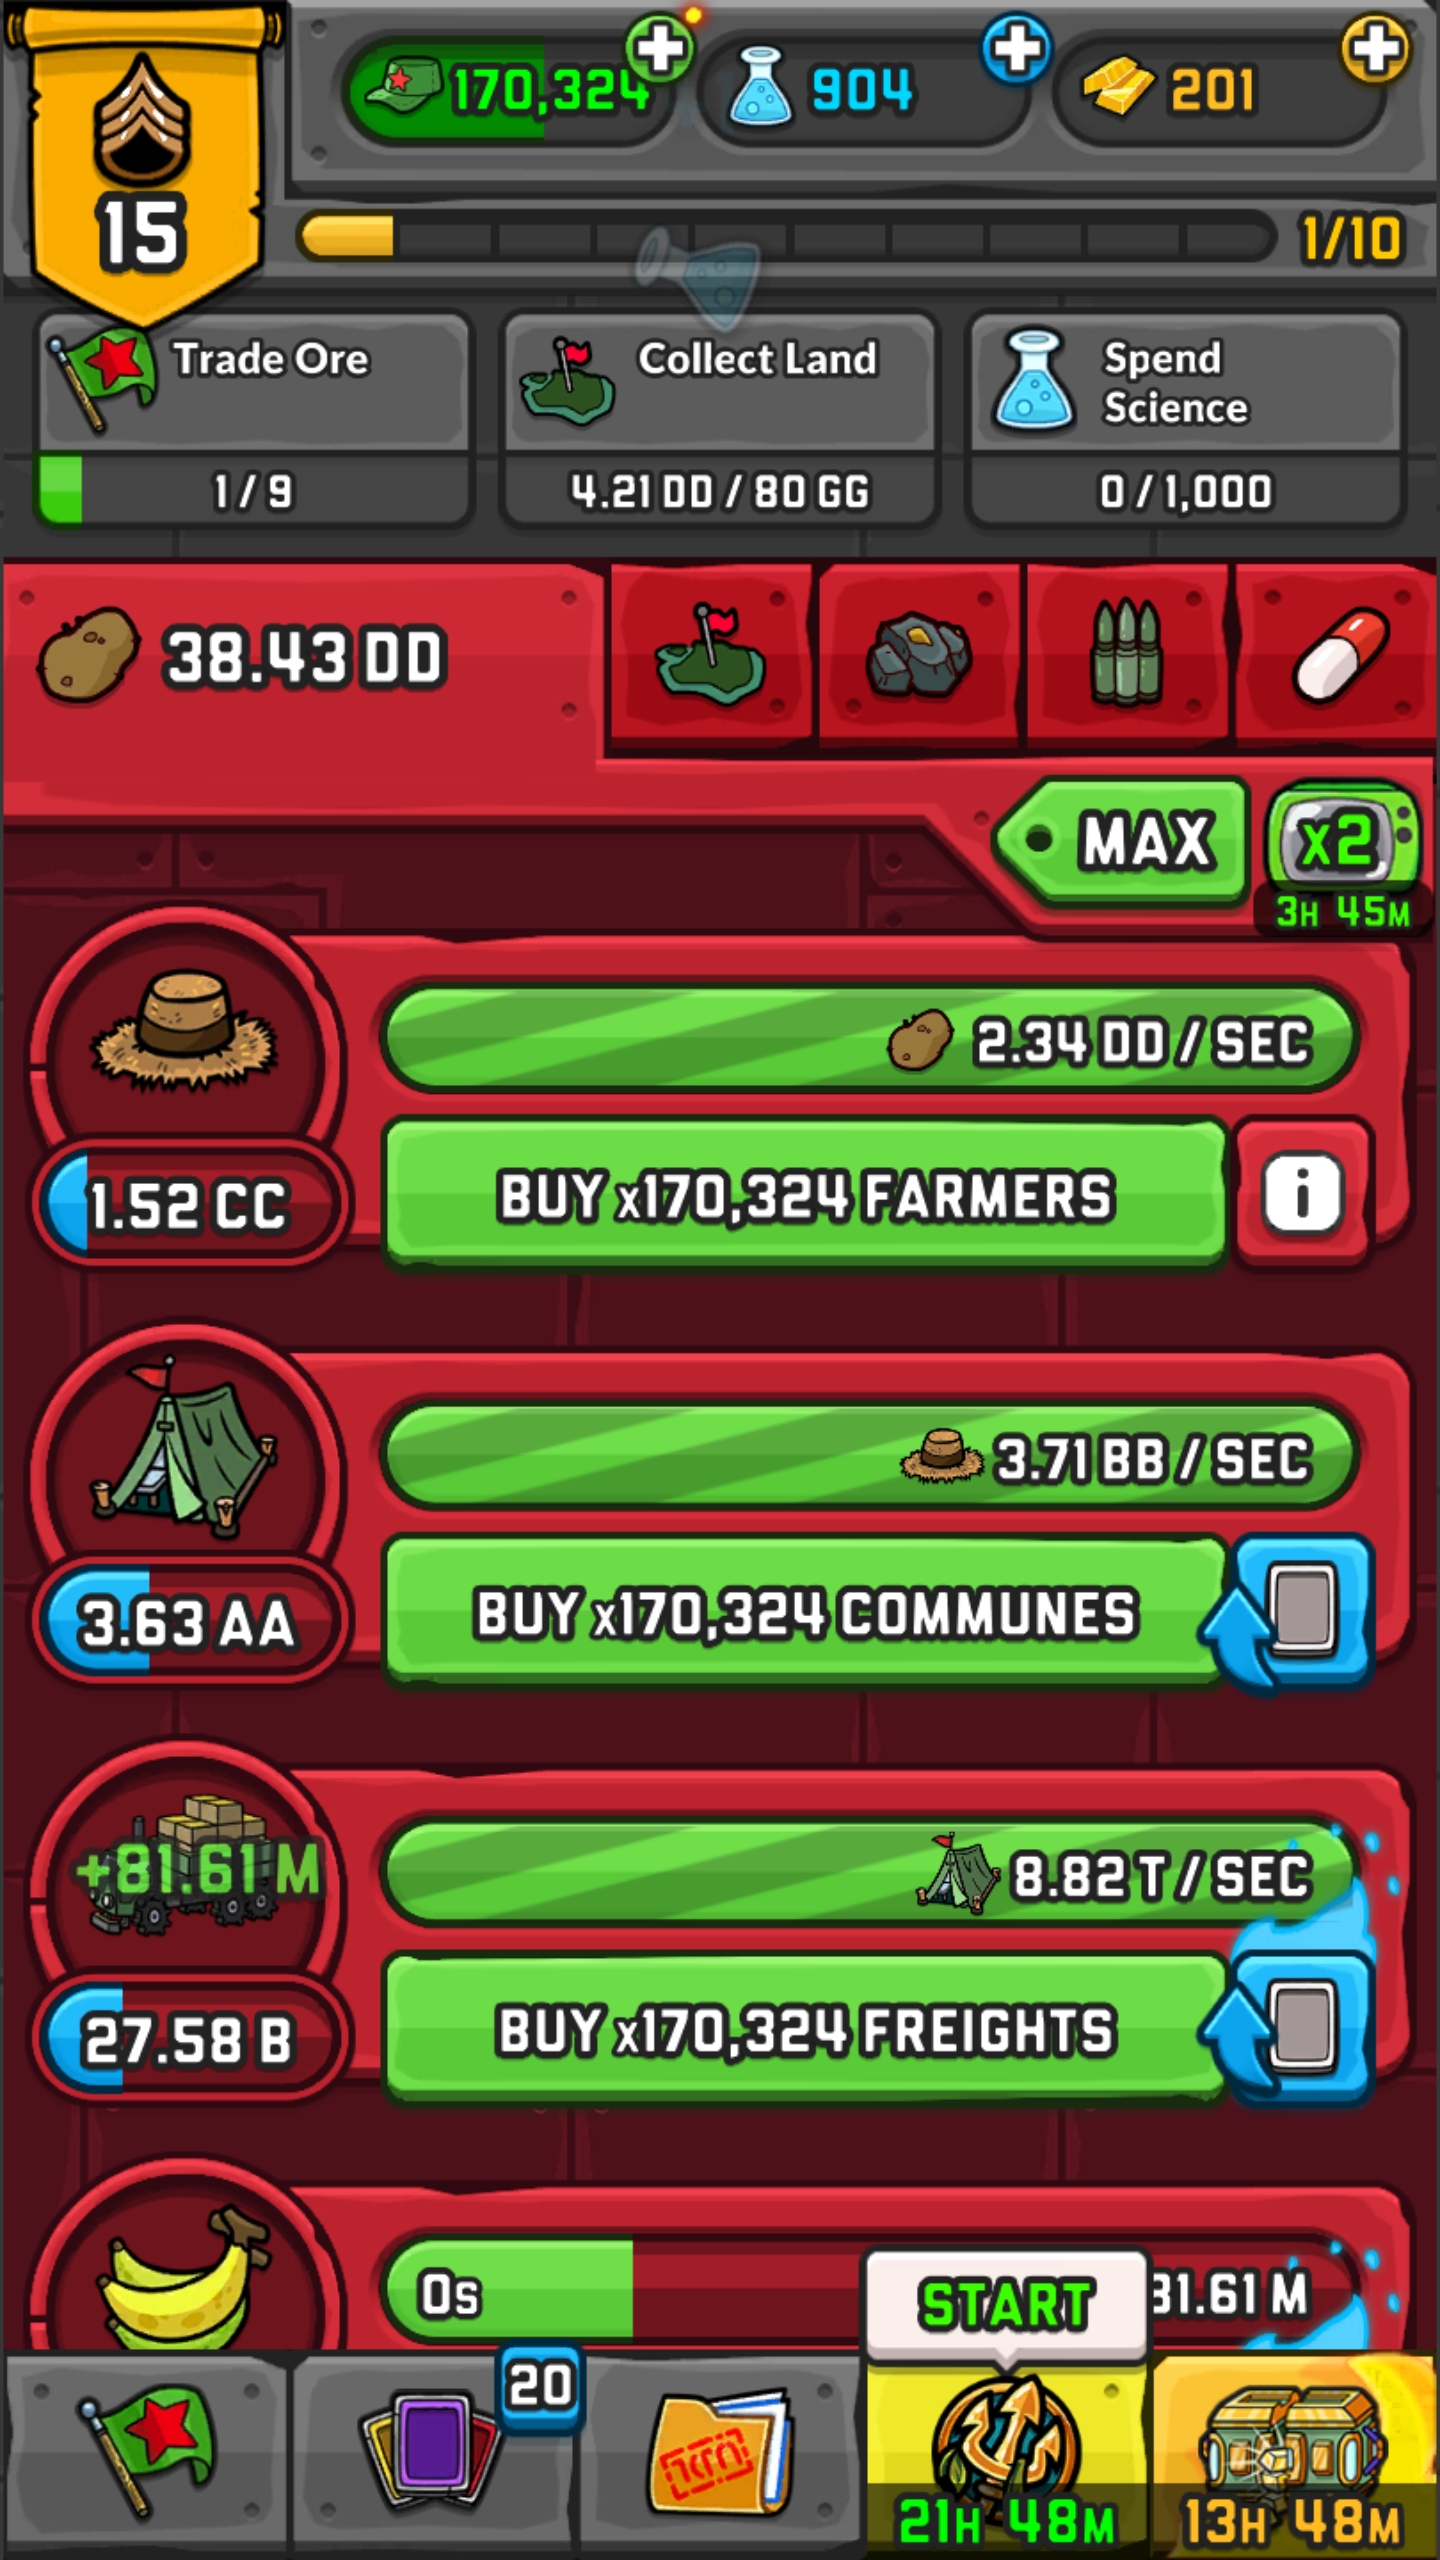 170,324
904
201
15
1/10
Trade Ore
Collect Land
Spend
Science
1/9
4.21 DD / 80 GG
0/1,000
38.43 DD
MAX
x2
3H 45M
2.34 DD / SEC
1.52 CC
BUY x170,324 FARMERS
i
3.71 BB / SEC
3.63 AA
BUY x170,324 COMMUNES
+81.61 M
8.82 T / SEC
27.58 B
BUY x170,324 FREIGHTS
0s
START
31.61 M
20
21H 48M
13H 48M